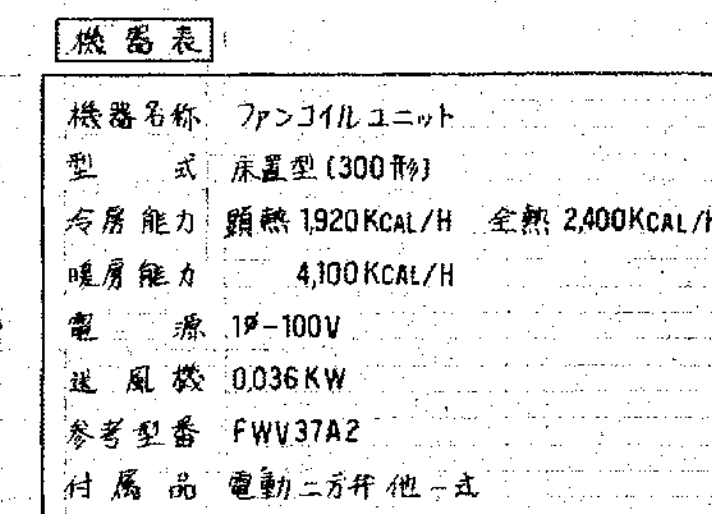 機器表
機器名称 ファンコイルユニット
型式 床置型(300形)
冷房能力 顕熱 1,920KCAL/H 全熱 2,400KCAL/H
暖房能力 4,100KCAL/H
電源 1φ-100V
送風機 0.036KW
参考型番 FWV37A2
付属品 電動二方弁他一式